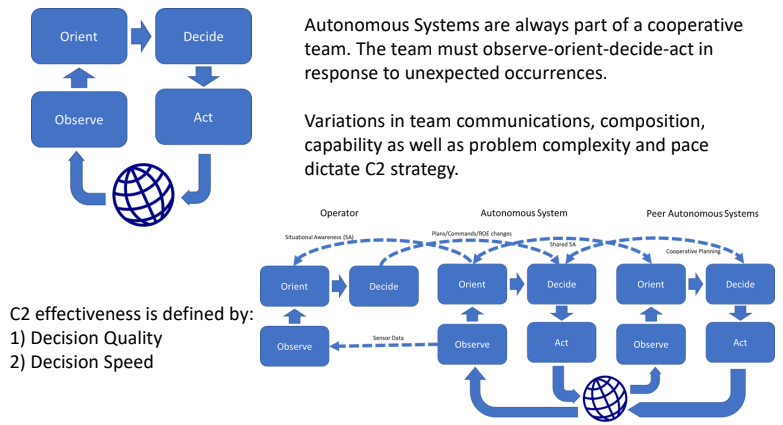 Orient
Decide
Observe
Act
Autonomous Systems are always part of a cooperative
team. The team must observe-orient-decide-act in
response to unexpected occurrences.
Variations in team communications, composition,
capability as well as problem complexity and pace
dictate C2 strategy.
C2 effectiveness is defined by:
1) Decision Quality
2) Decision Speed
Operator
Autonomous System
Peer Autonomous Systems
Situational Awareness (SA)
Plans/Commands/ROE changes
Shared SA
Cooperative Planning
Orient
Decide
Orient
Decide
Orient
Decide
Observe
Sensor Data
Observe
Act
Observe
Act